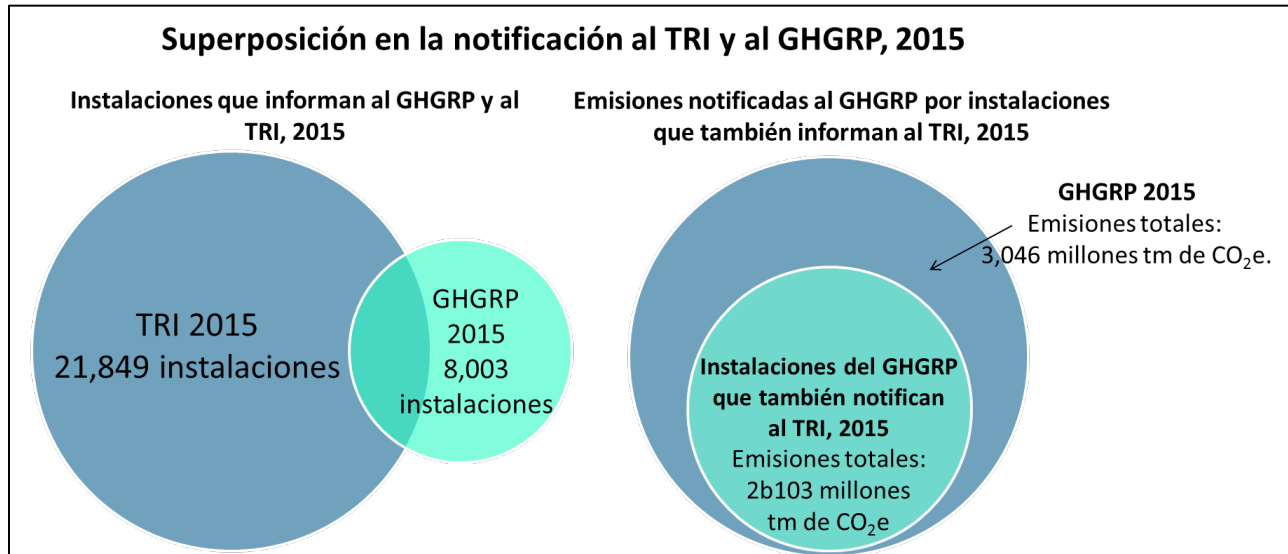 Superposición en la notificación al TRI y al GHGRP, 2015
Instalaciones que informan al GHGRP y al
TRI, 2015
TRI 2015
21,849 instalaciones
GHGRP
2015
8,003
instalaciones
Emisiones notificadas al GHGRP por instalaciones
que también informan al TRI, 2015
GHGRP 2015
Emisiones totales:
3,046 millones tm de CO₂e.
Instalaciones del GHGRP
que también notifican
al TRI, 2015
Emisiones totales:
2b103 millones
tm de CO₂e